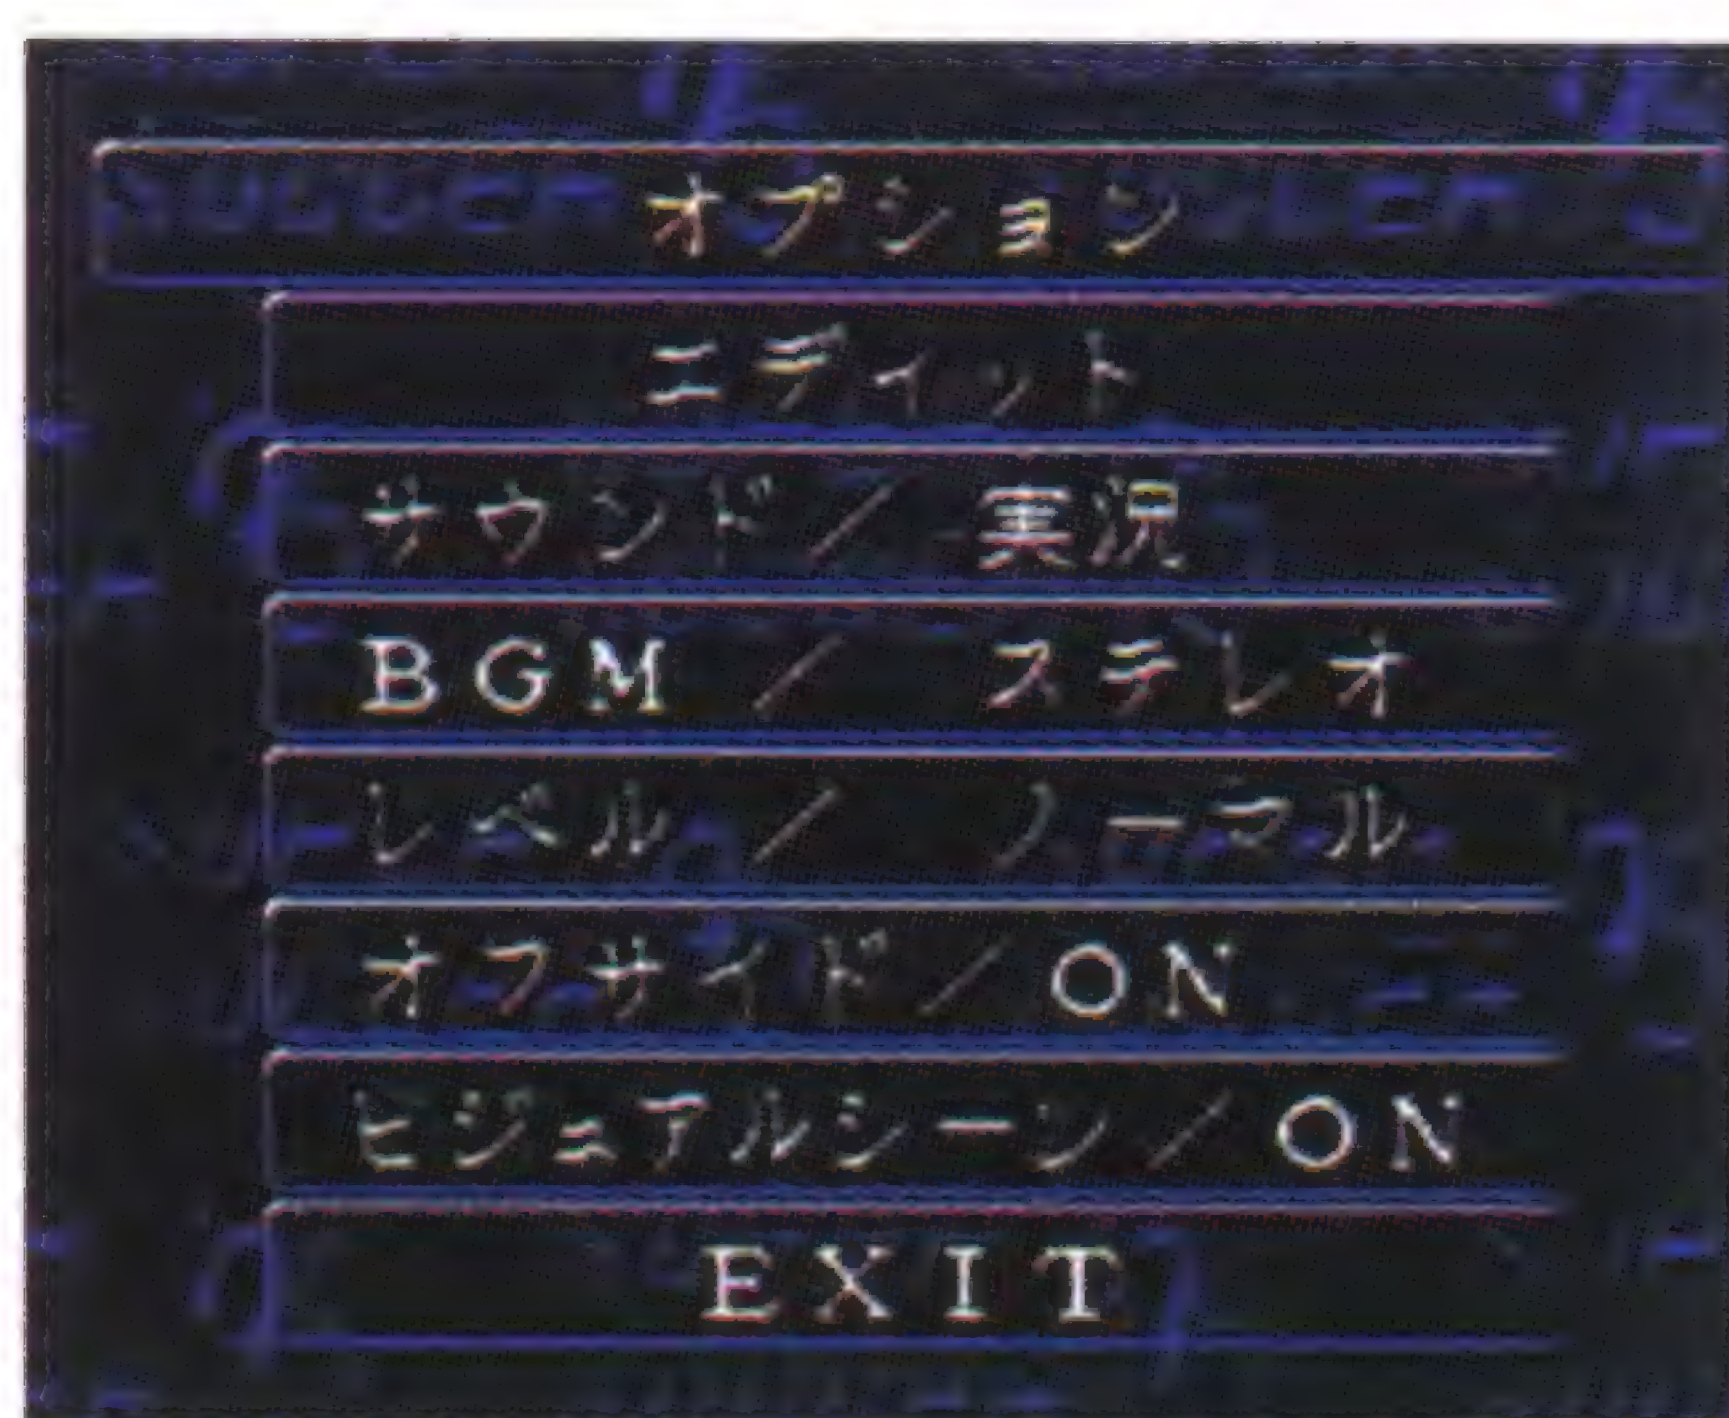 オプション
エディット
サウンド／実況
BGM／ ステレオ
レベル／ ノーマル
オフサイド／ON
ビジュアルシーン／ON
EXIT